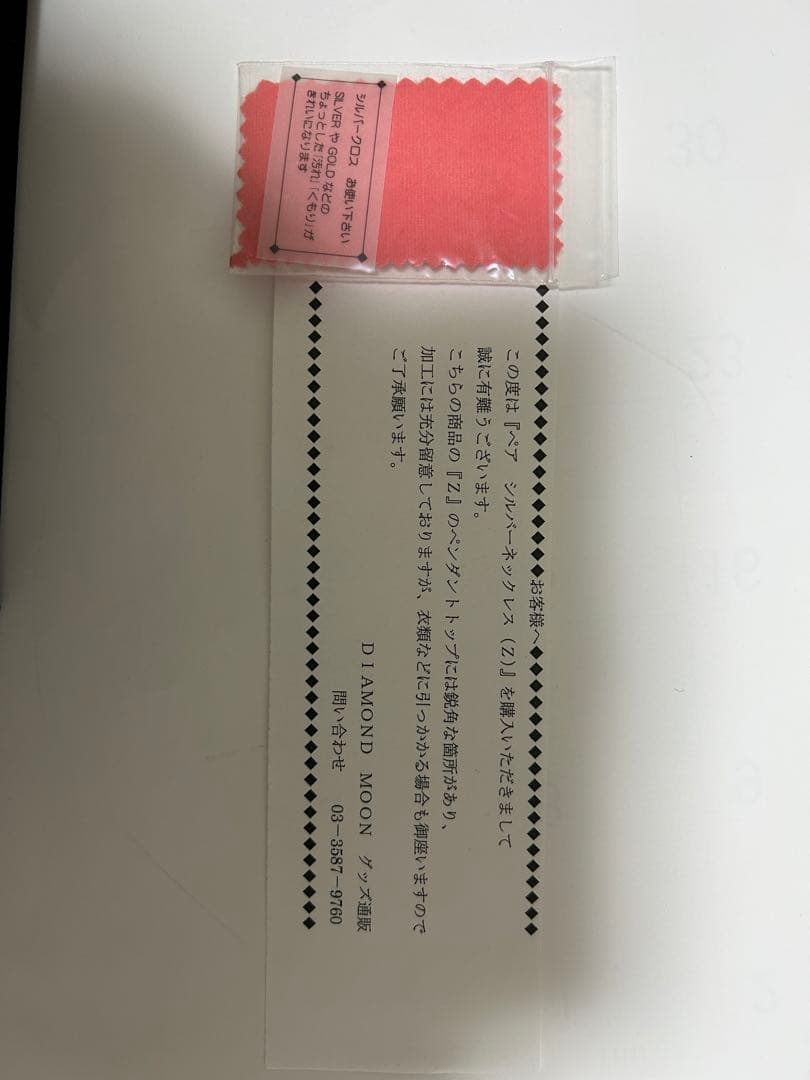 シルバークロス お使い下さい
SILVER や GOLD などの
ちょっとした「汚れ」「くもり」が
きれいになります
◆◆◆◆◆◆◆◆◆◆◆◆◆◆◆◆◆◆お客様へ◆◆◆◆◆◆◆◆◆◆◆◆◆◆◆◆◆◆
この度は『ペア シルバーネックレス(Z)』を購入いただきまして
誠に有難うございます。
こちらの商品の『Z』のペンダントトップには鋭角な箇所があり、
加工には充分留意しておりますが、衣類などに引っかかる場合も御座いますので
ご了承願います。
DIAMOND MOON グッズ通販
問い合わせ 03-3587-9760